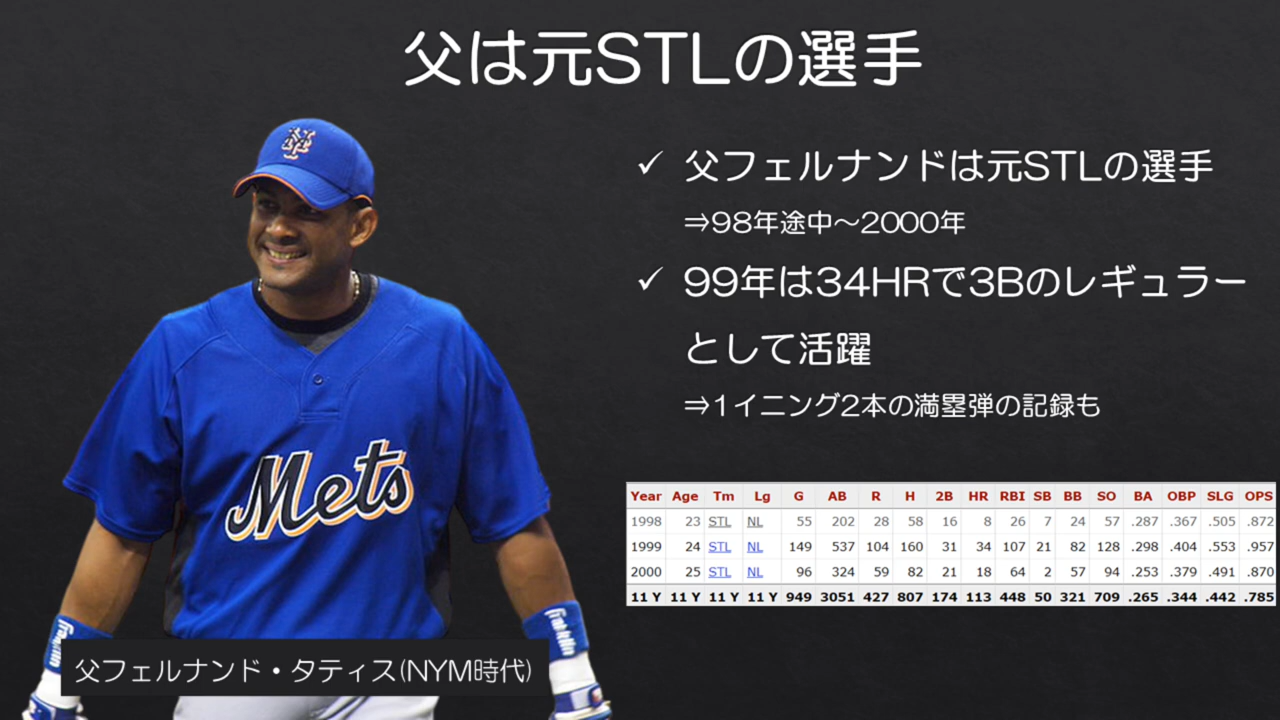 父は元STLの選手
✓ 父フェルナンドは元STLの選手
⇒98年途中～2000年
✓ 99年は34HRで3Bのレギュラー
として活躍
⇒1イニング2本の満塁弾の記録も
Year Age Tm Lg G AB R H 2B HR RBI SB BB SO BA OBP SLG OPS
1998 23 STL NL 55 202 28 58 16 8 26 7 24 57 .287 .367 .505 .872
1999 24 STL NL 149 537 104 160 31 34 107 21 82 128 .298 .404 .553 .957
2000 25 STL NL 96 324 59 82 21 18 64 2 57 94 .253 .379 .491 .870
11 Y 11 Y 11 Y 11 Y 949 3051 427 807 174 113 448 50 321 709 .265 .344 .442 .785
NY
Mets
Franklin
Franklin
父フェルナンド・タティス(NYM時代)